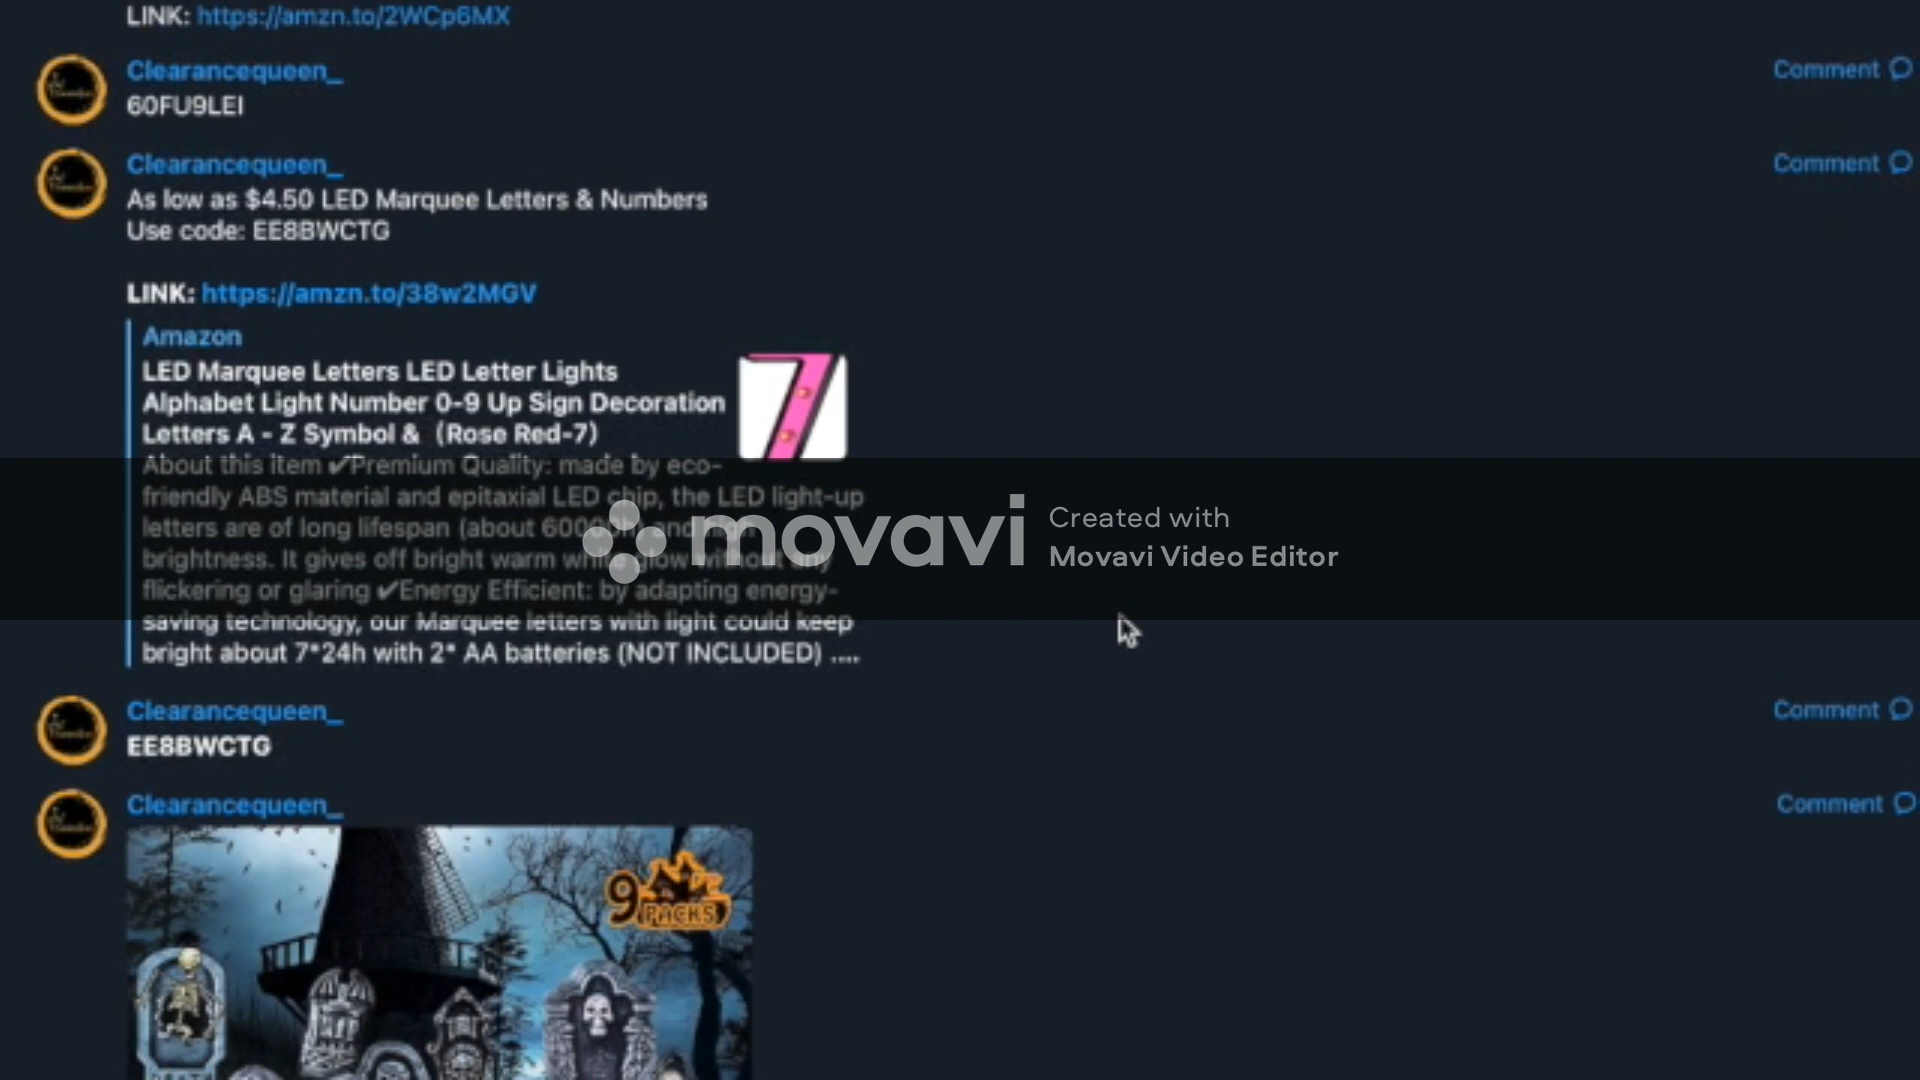 LINK: https://amzn.to/2WCp6MX
Clearancequeen_
Comment
60FU9LEI
Clearancequeen_
Comment
As low as $4.50 LED Marquee Letters & Numbers
Use code: EE8BWCTG
LINK: https://amzn.to/38w2MGV
Amazon
LED Marquee Letters LED Letter Lights
Alphabet Light Number 0-9 Up Sign Decoration
Letters A - Z Symbol &（Rose Red-7)
About this item ✔Premium Quality: made by eco-
friendly ABS material and epitaxial LED chip, the LED light-up
letters are of long lifespan (about and
brightness. It gives off bright warm white glow without any
flickering or glaring ✔Energy Efficient: by adapting energy-
saving technology, our Marquee letters with light could keep
bright about 7*24h with 2* AA batteries (NOT INCLUDED) ....
movavi
Created with
Movavi Video Editor
Clearancequeen_
Comment
EE8BWCTG
Clearancequeen_
Comment
9
PACKS